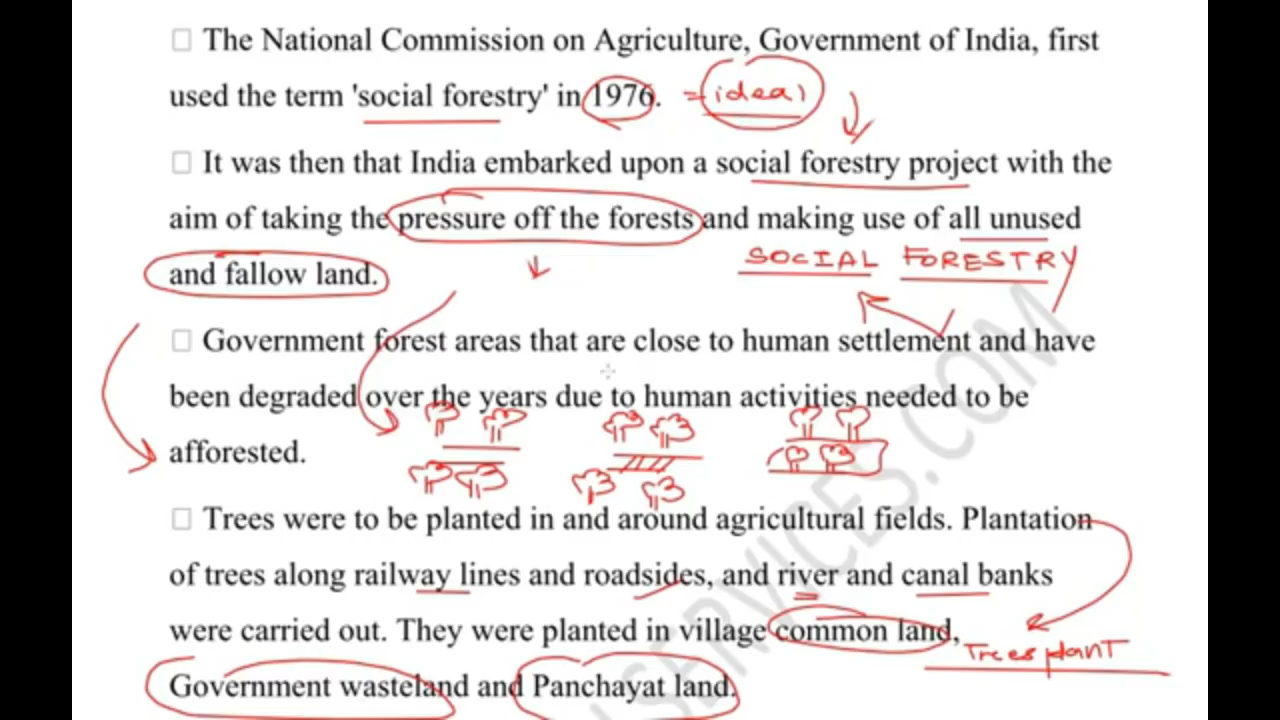 □ The National Commission on Agriculture, Government of India, first
used the term 'social forestry' in 1976. = ideal
□ It was then that India embarked upon a social forestry project with the
aim of taking the pressure off the forests and making use of all unused
and fallow land.
SOCIAL FORESTRY
□ Government forest areas that are close to human settlement and have
been degraded over the years due to human activities needed to be
afforested.
□ Trees were to be planted in and around agricultural fields. Plantation
of trees along railway lines and roadsides, and river and canal banks
were carried out. They were planted in village common land,
Trees plant
Government wasteland and Panchayat land.
SERVICES.COM